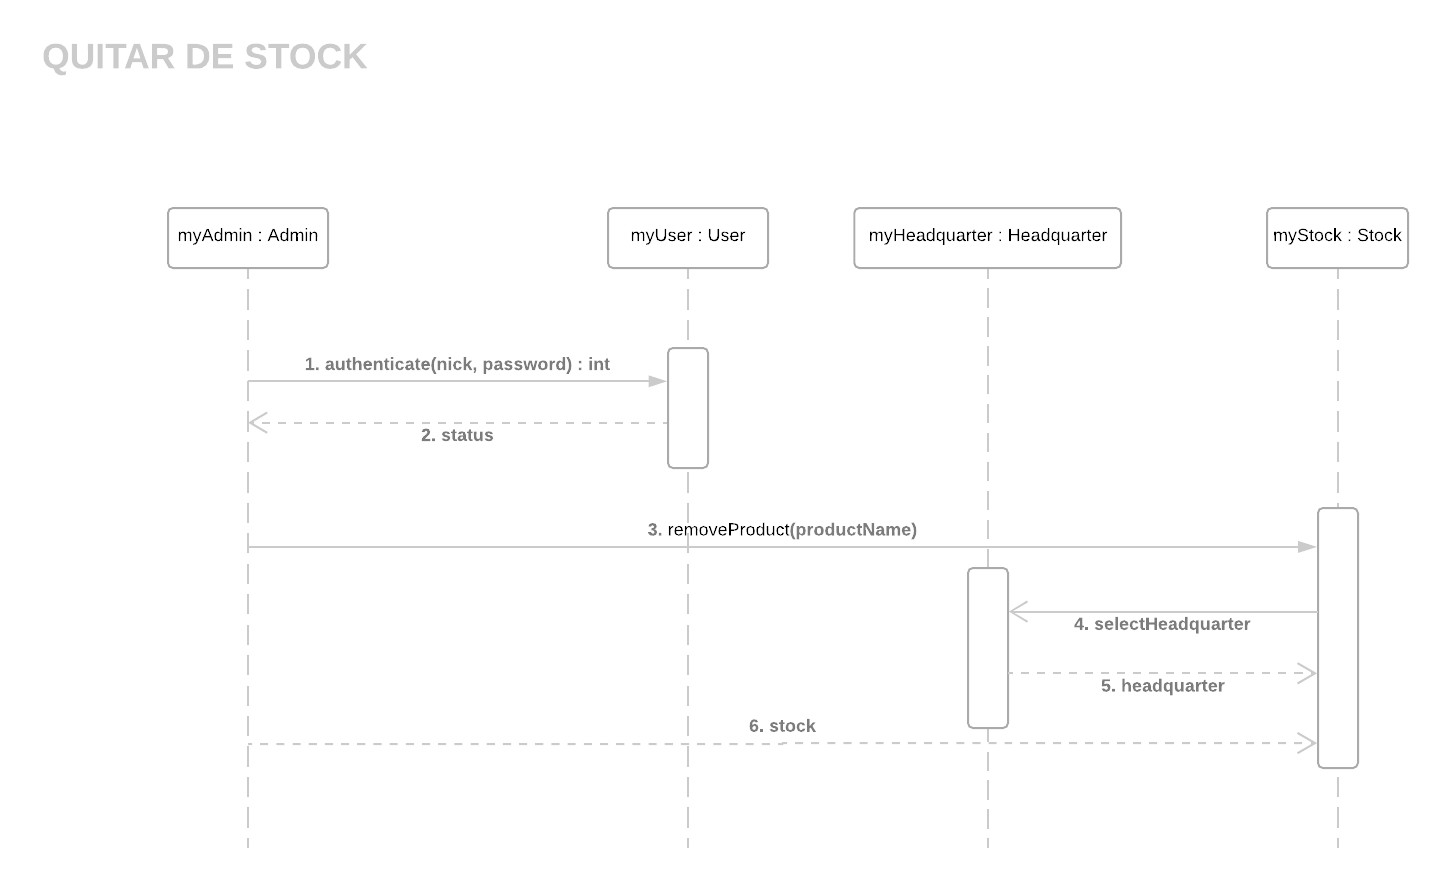 QUITAR DE STOCK
myAdmin : Admin
myUser : User
myHeadquarter : Headquarter
myStock : Stock
1. authenticate(nick, password) : int
2. status
3. removeProduct(productName)
4. selectHeadquarter
5. headquarter
6. stock